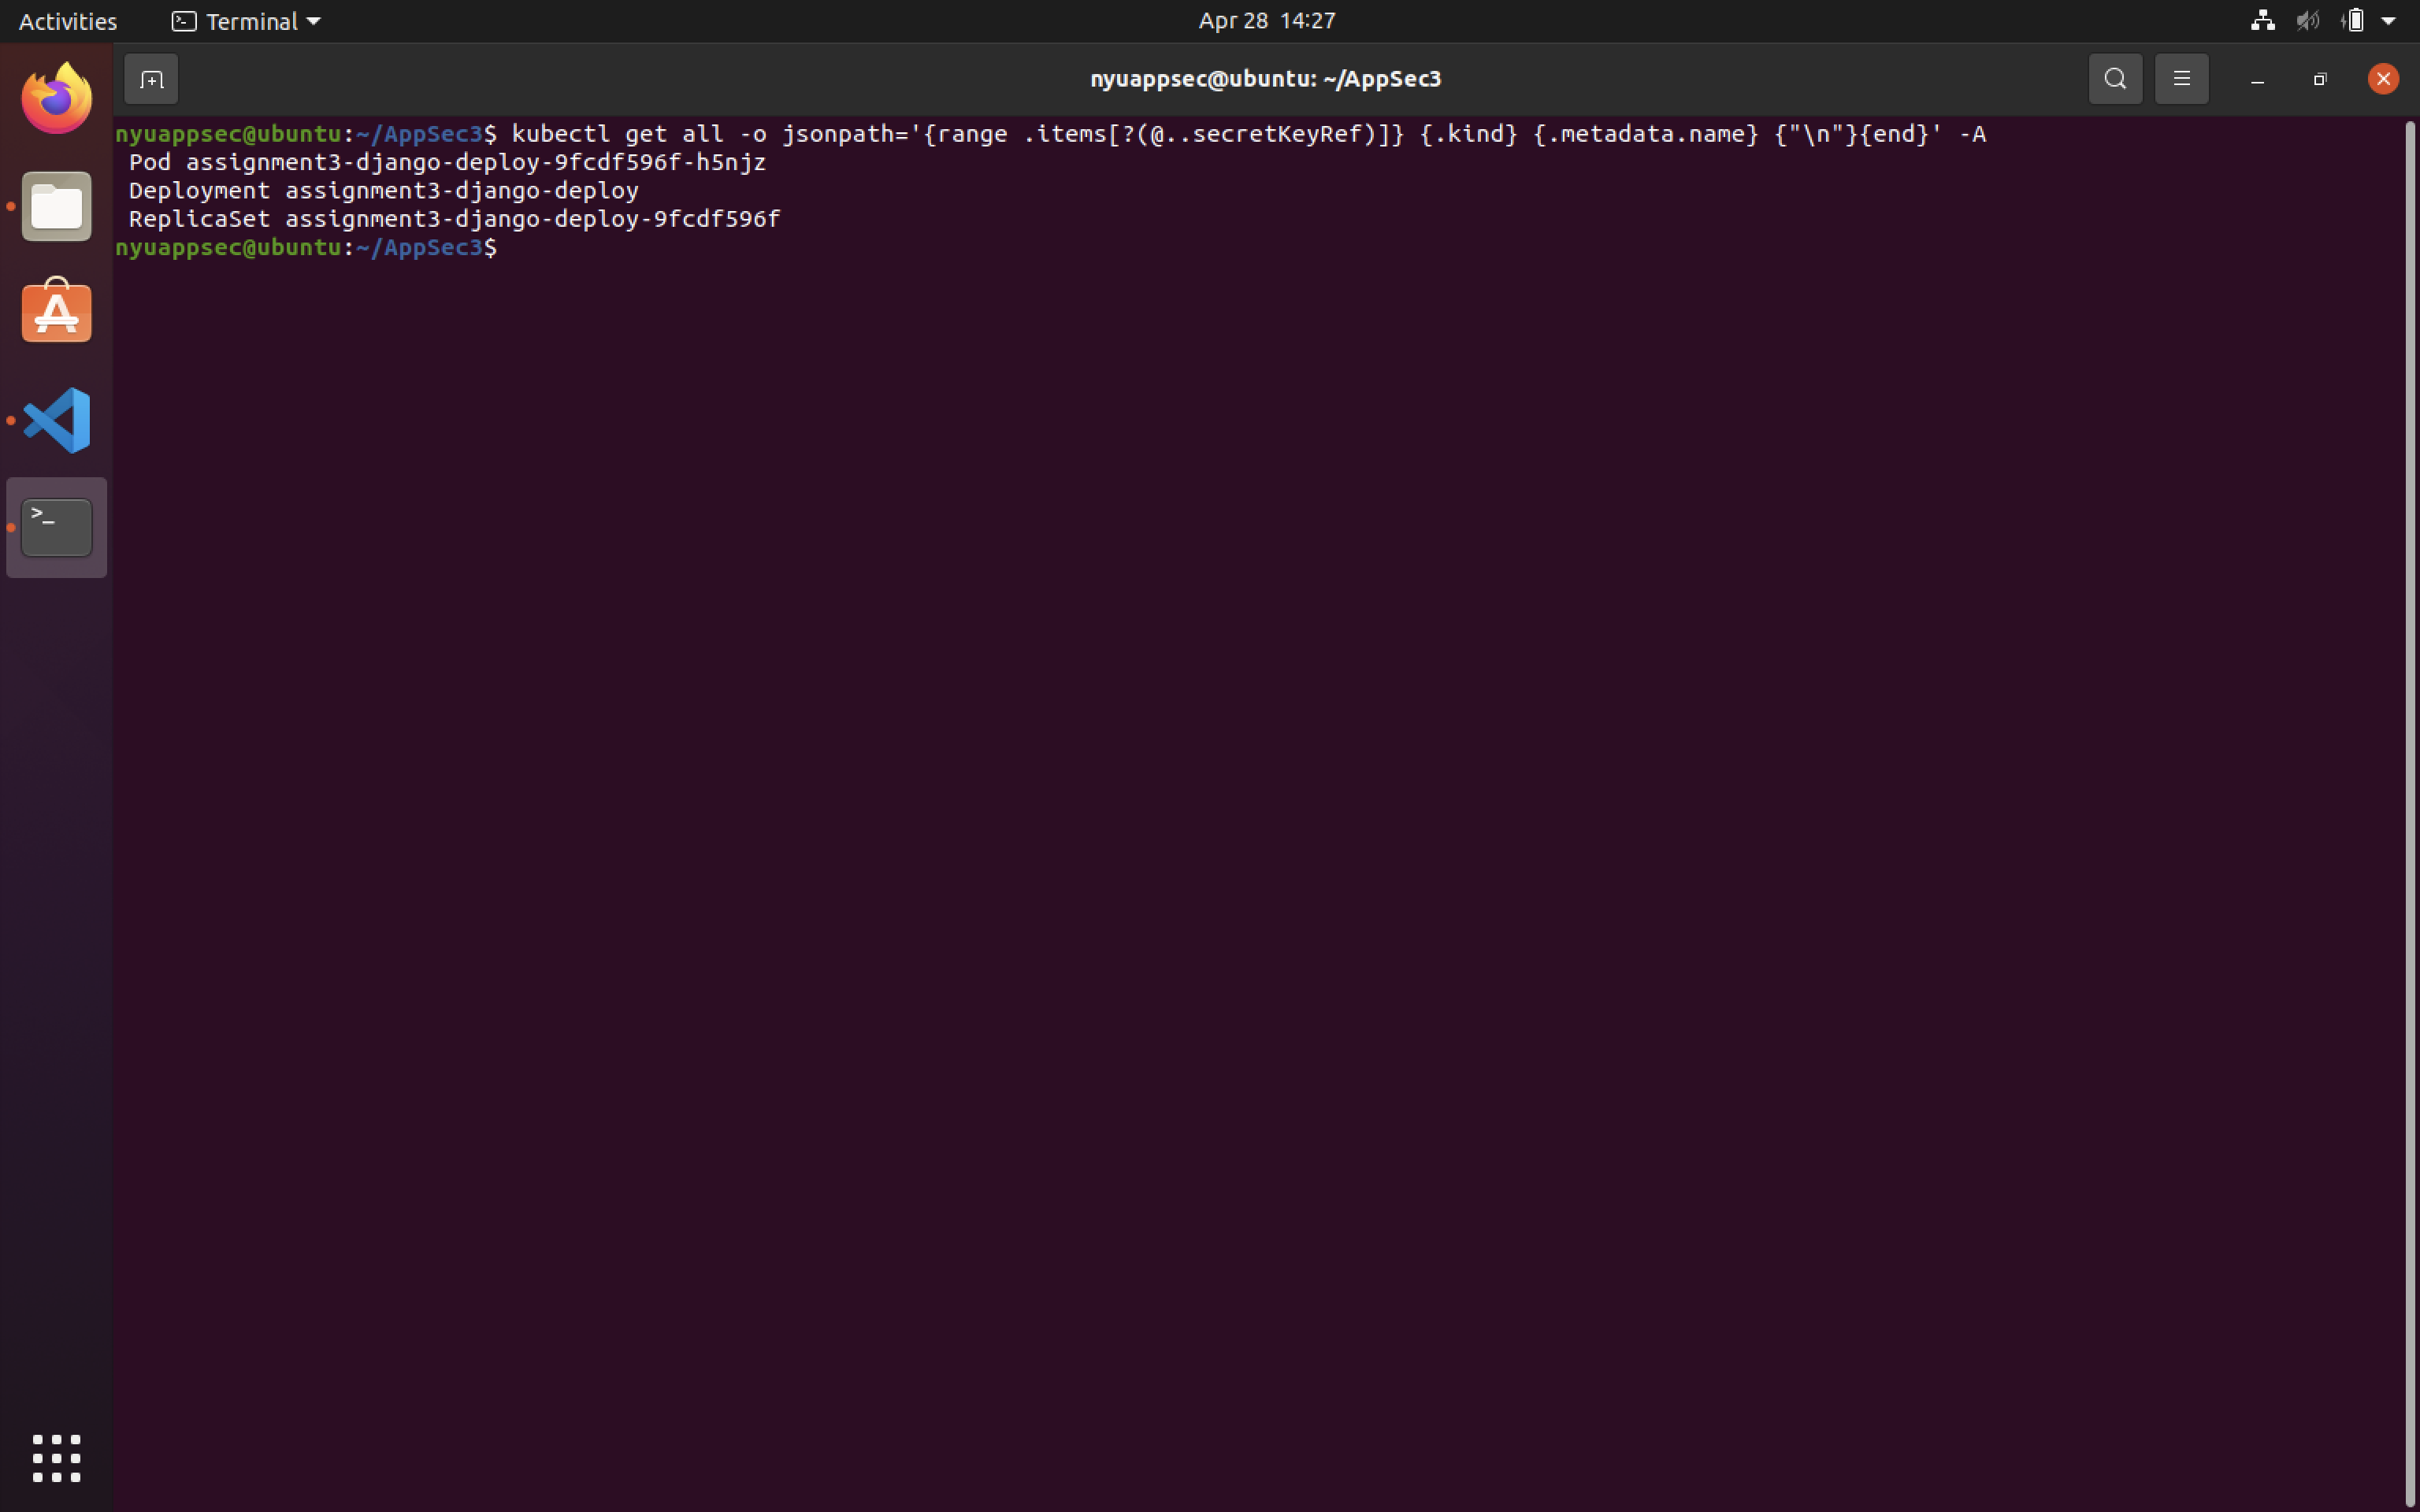 Activities
Terminal
Apr 28 14:27
nyuappsec@ubuntu: ~/AppSec3
nyuappsec@ubuntu:~/AppSec3$ kubectl get all -o jsonpath='{range .items[?(@..secretKeyRef)]} {.kind} {.metadata.name} {"\n"}{end}' -A
 Pod assignment3-django-deploy-9fcdf596f-h5njz
 Deployment assignment3-django-deploy
 ReplicaSet assignment3-django-deploy-9fcdf596f
nyuappsec@ubuntu:~/AppSec3$